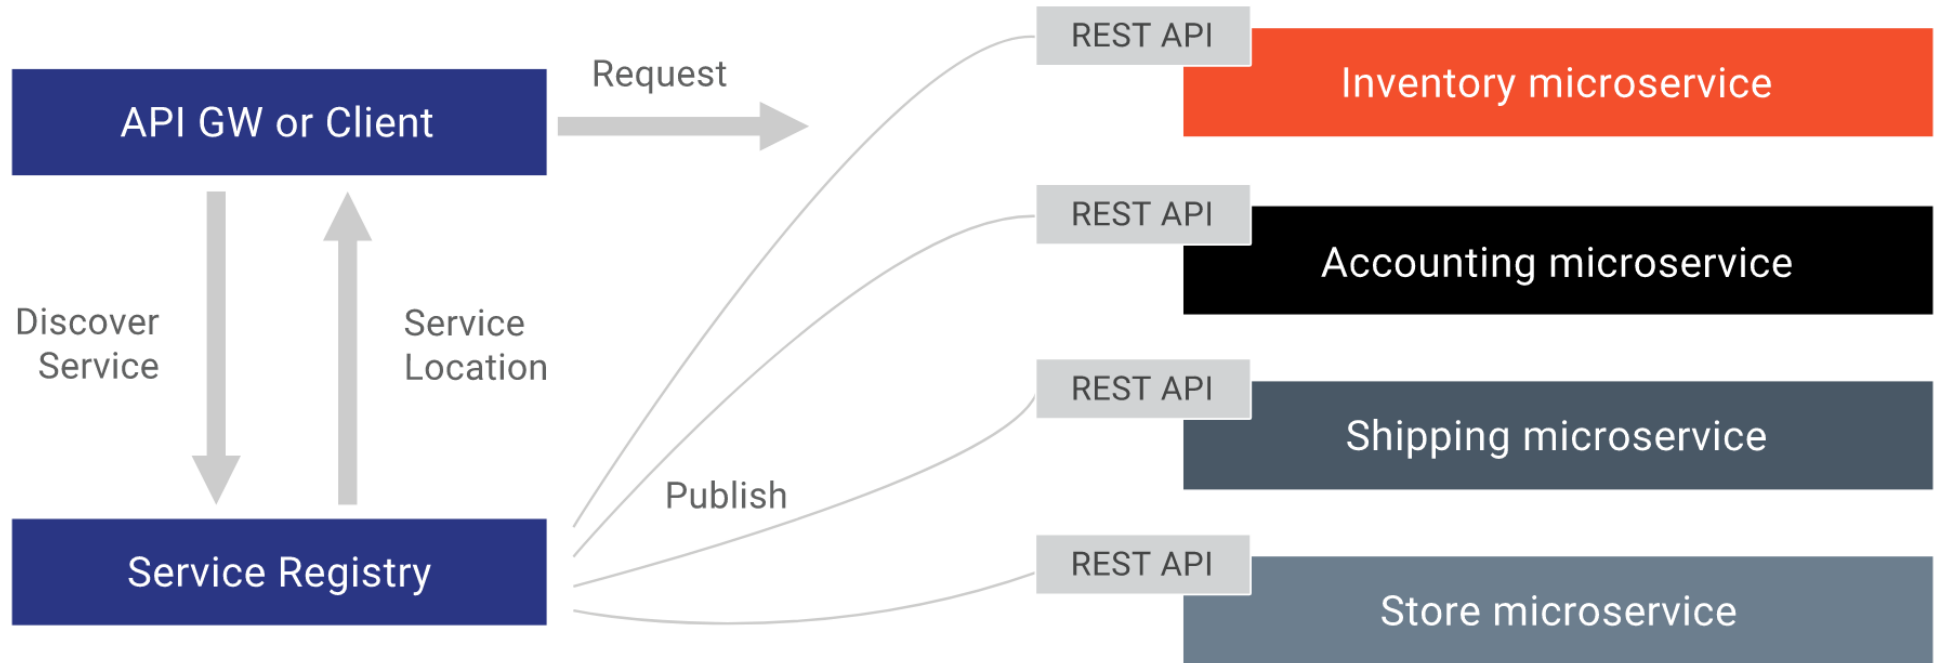 API GW or Client
Request
Discover
Service
Service
Location
Service Registry
Publish
REST API
Inventory microservice
REST API
Accounting microservice
REST API
Shipping microservice
REST API
Store microservice